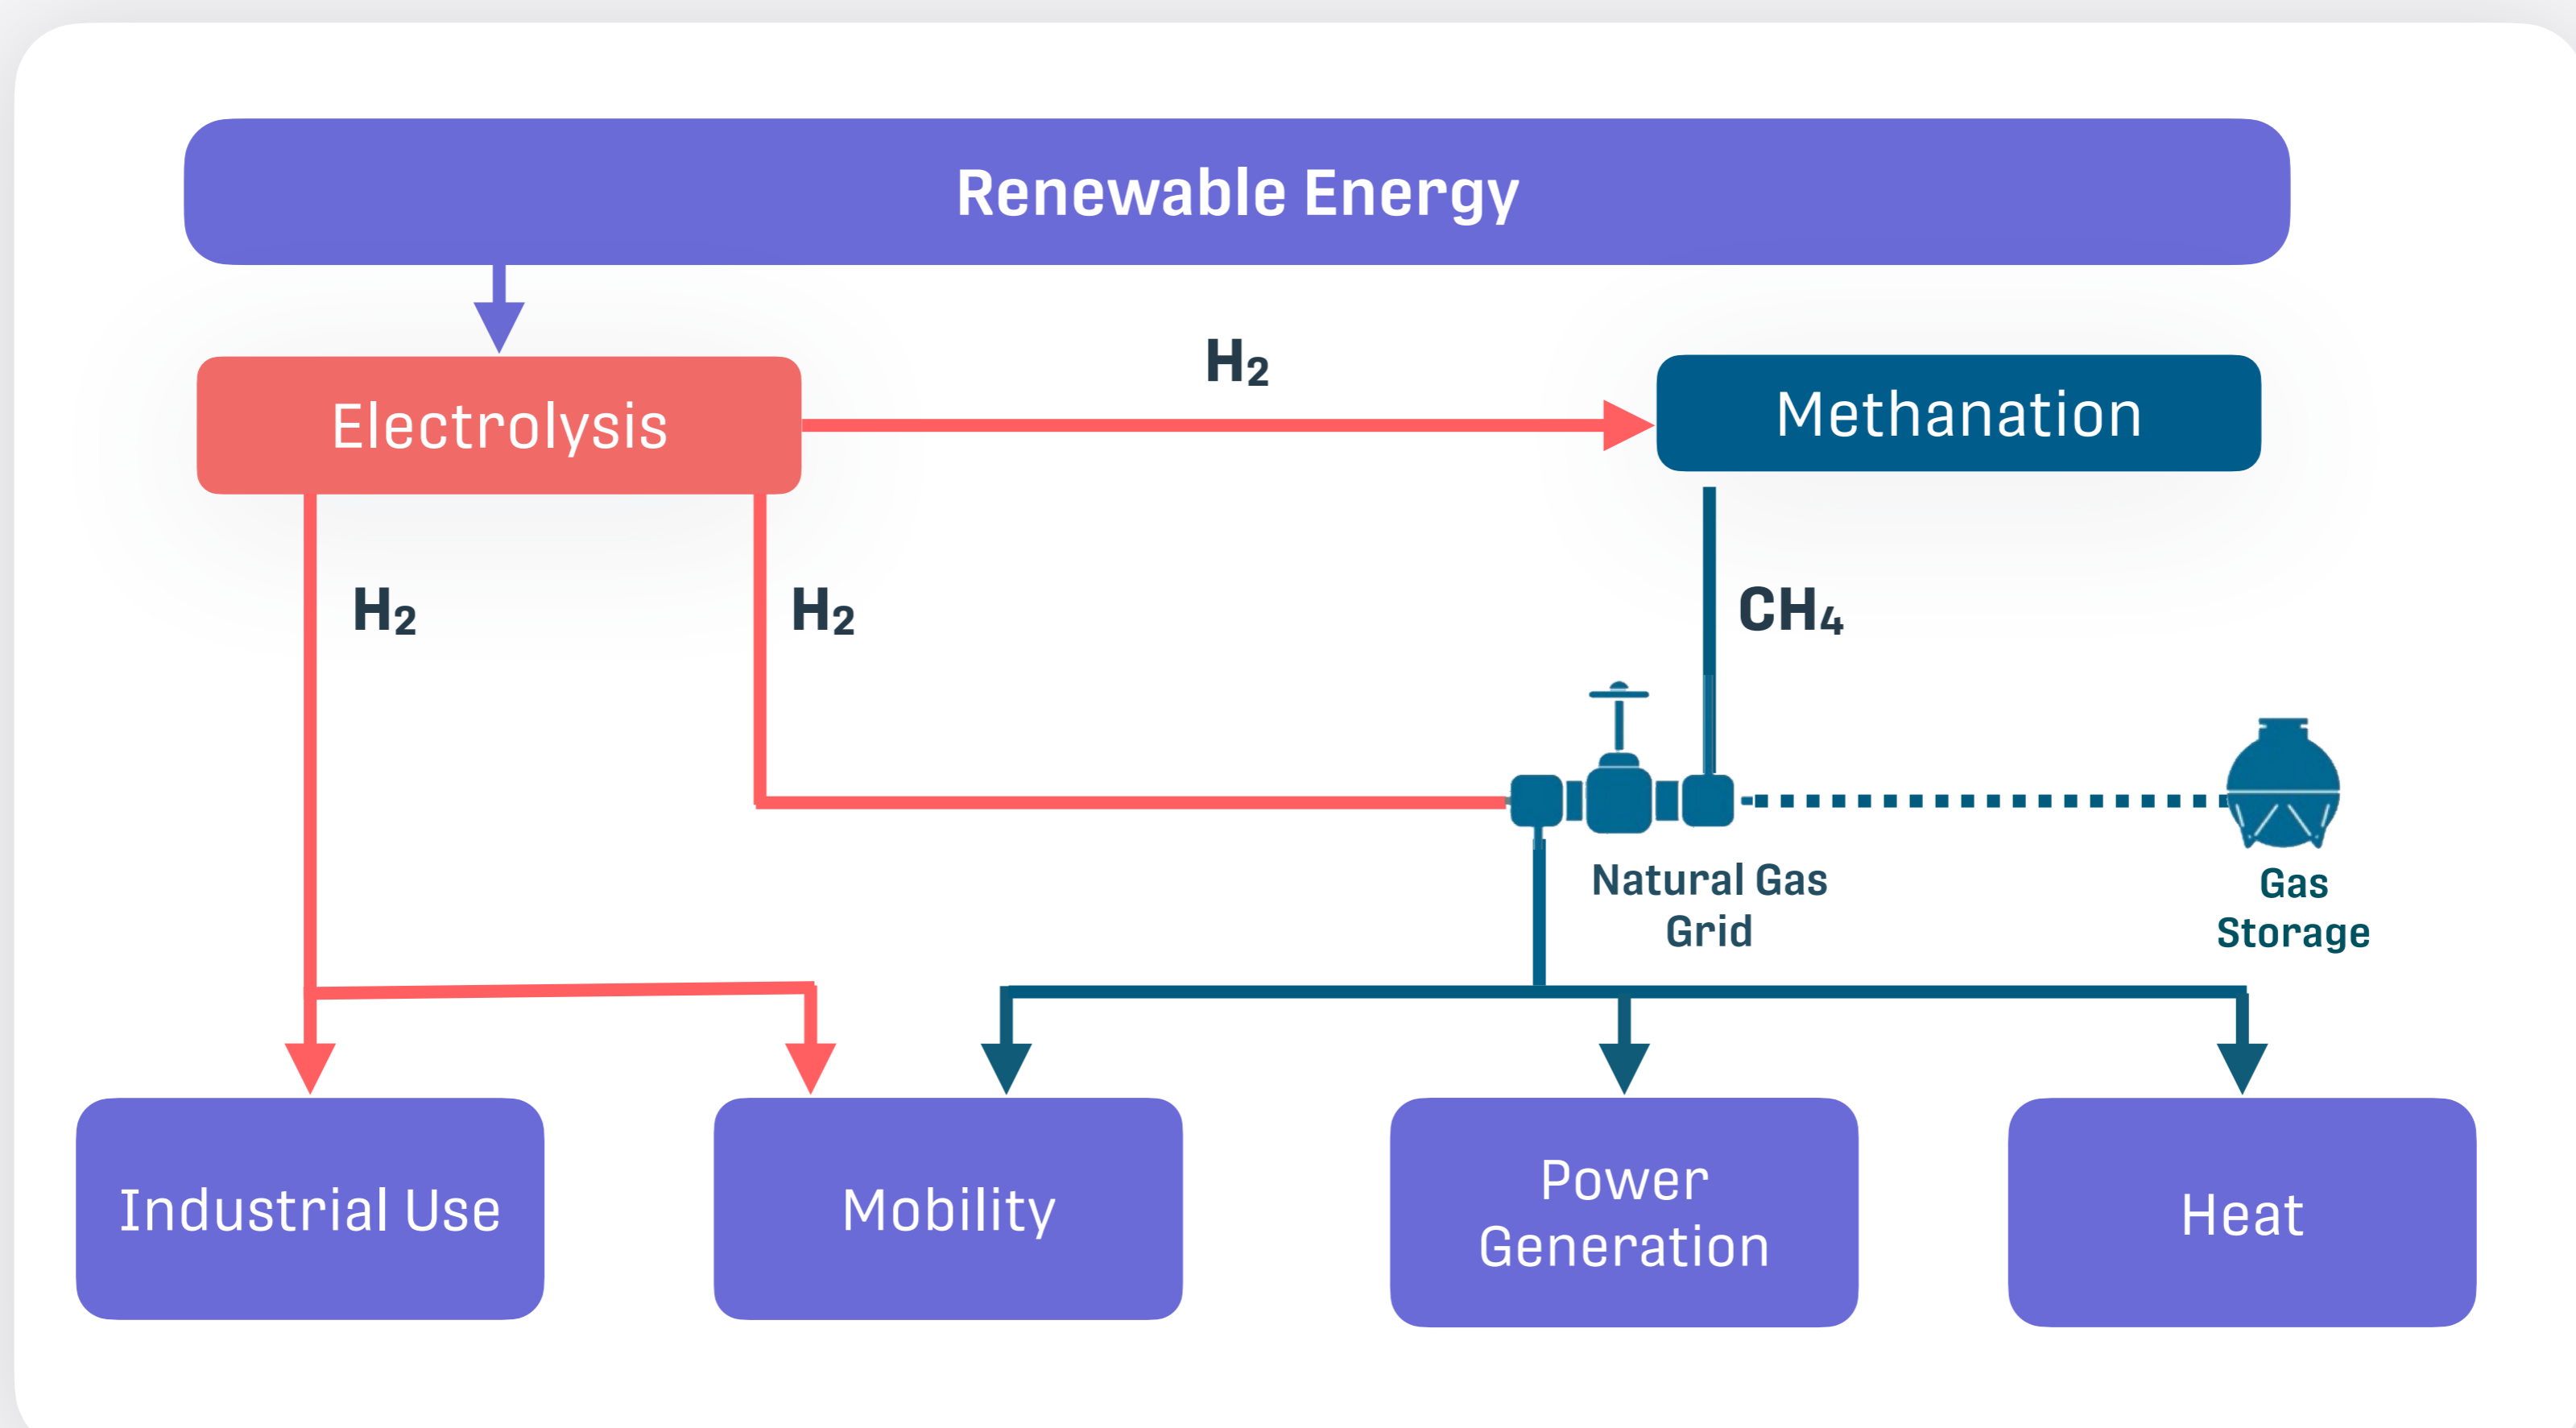 Renewable Energy
Electrolysis
H₂
Methanation
H₂
H₂
CH₄
Natural Gas
Grid
Gas
Storage
Industrial Use
Mobility
Power
Generation
Heat